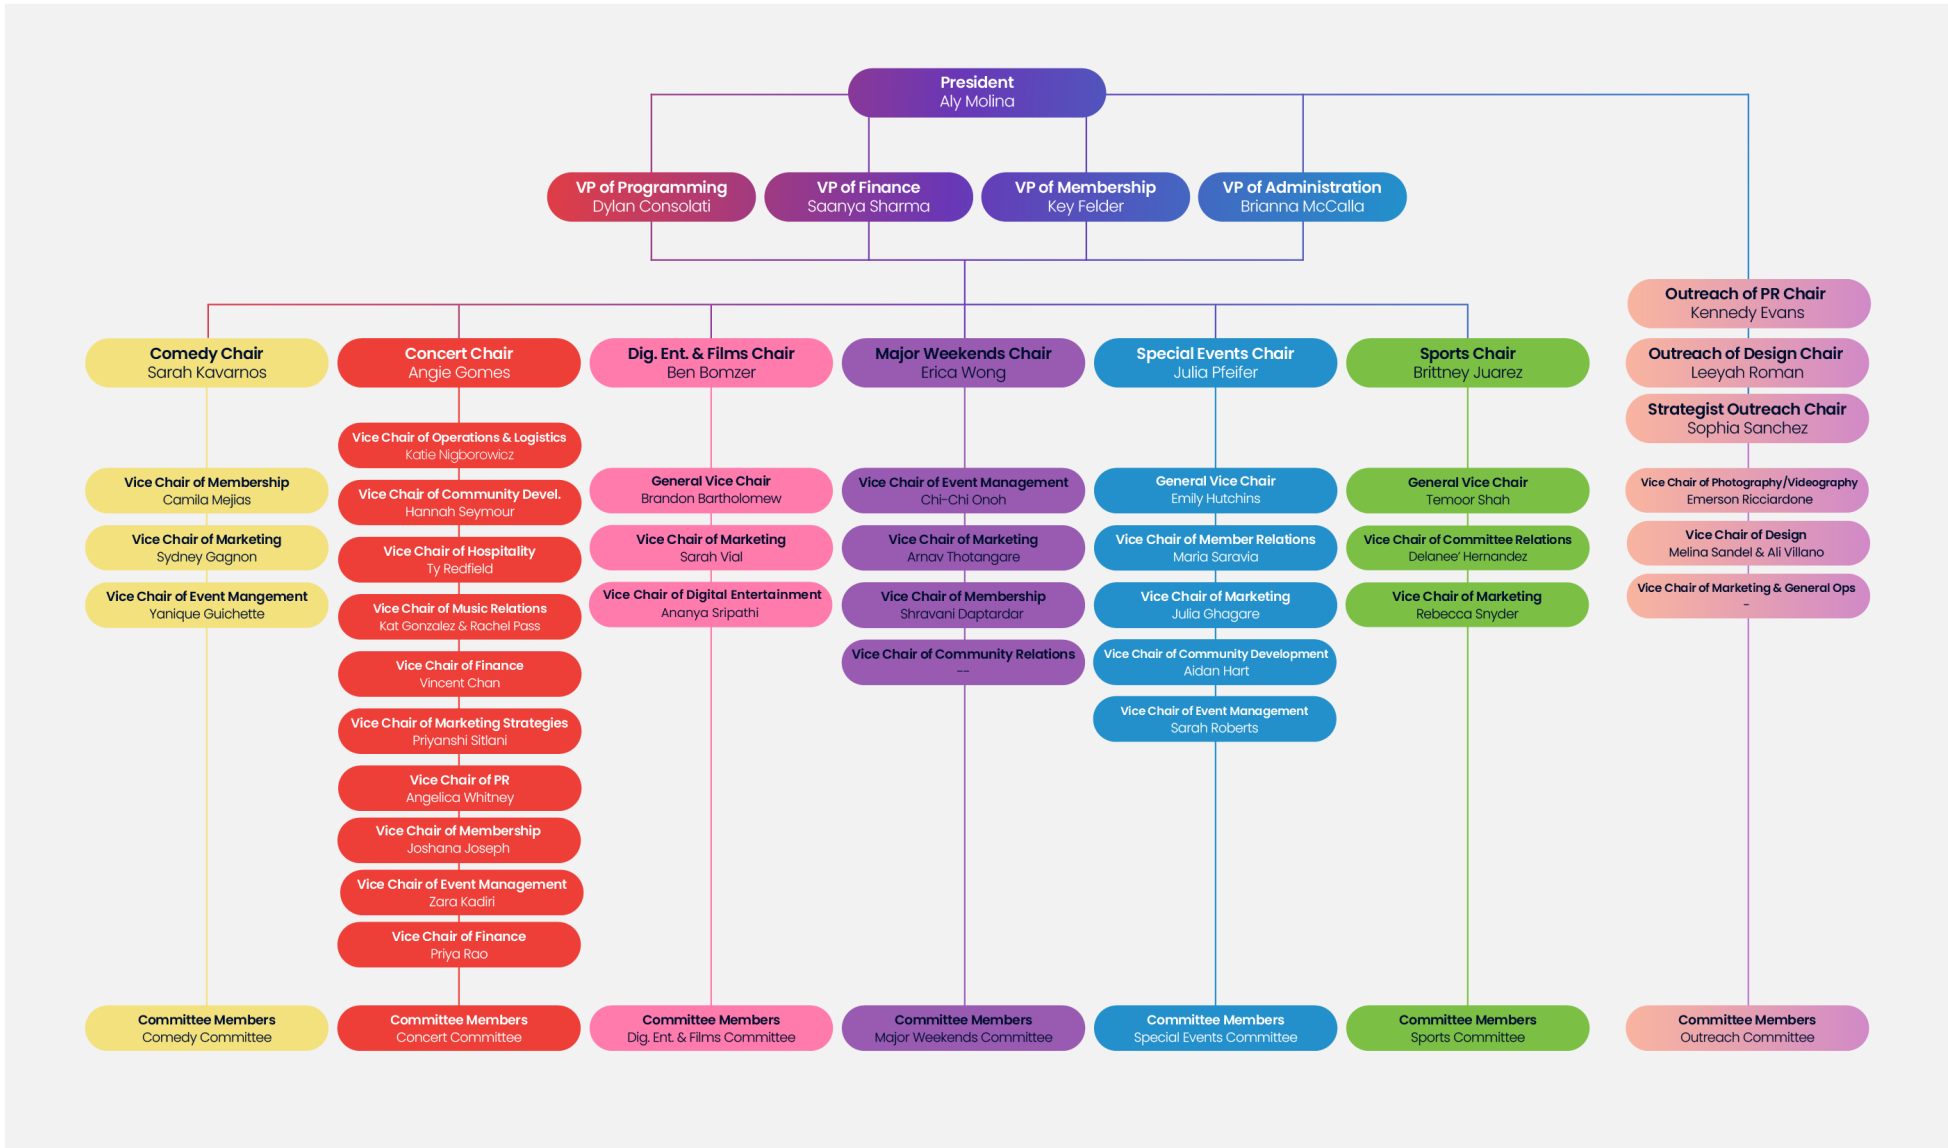 President
Aly Molina
VP of Programming
Dylan Consolati
VP of Finance
Saanya Sharma
VP of Membership
Key Felder
VP of Administration
Brianna McCalla
Comedy Chair
Sarah Kavarnos
Vice Chair of Membership
Camila Mejias
Vice Chair of Marketing
Sydney Gagnon
Vice Chair of Event Mangement
Yanique Guichette
Committee Members
Comedy Committee
Concert Chair
Angie Gomes
Vice Chair of Operations & Logistics
Katie Nigborowicz
Vice Chair of Community Devel.
Hannah Seymour
Vice Chair of Hospitality
Ty Redfield
Vice Chair of Music Relations
Kat Gonzalez & Rachel Pass
Vice Chair of Finance
Vincent Chan
Vice Chair of Marketing Strategies
Priyanshi Sitlani
Vice Chair of PR
Angelica Whitney
Vice Chair of Membership
Joshana Joseph
Vice Chair of Event Management
Zara Kadiri
Vice Chair of Finance
Priya Rao
Committee Members
Concert Committee
Dig. Ent. & Films Chair
Ben Bomzer
General Vice Chair
Brandon Bartholomew
Vice Chair of Marketing
Sarah Vial
Vice Chair of Digital Entertainment
Ananya Sripathi
Committee Members
Dig. Ent. & Films Committee
Major Weekends Chair
Erica Wong
Vice Chair of Event Management
Chi-Chi Onoh
Vice Chair of Marketing
Arnav Thotangare
Vice Chair of Membership
Shravani Daptardar
Vice Chair of Community Relations
--
Committee Members
Major Weekends Committee
Special Events Chair
Julia Pfeifer
General Vice Chair
Emily Hutchins
Vice Chair of Member Relations
Maria Saravia
Vice Chair of Marketing
Julia Ghagare
Vice Chair of Community Development
Aidan Hart
Vice Chair of Event Management
Sarah Roberts
Committee Members
Special Events Committee
Sports Chair
Brittney Juarez
General Vice Chair
Temoor Shah
Vice Chair of Committee Relations
Delanee' Hernandez
Vice Chair of Marketing
Rebecca Snyder
Committee Members
Sports Committee
Outreach of PR Chair
Kennedy Evans
Outreach of Design Chair
Leeyah Roman
Strategist Outreach Chair
Sophia Sanchez
Vice Chair of Photography/Videography
Emerson Ricciardone
Vice Chair of Design
Melina Sandel & Ali Villano
Vice Chair of Marketing & General Ops
-
Committee Members
Outreach Committee